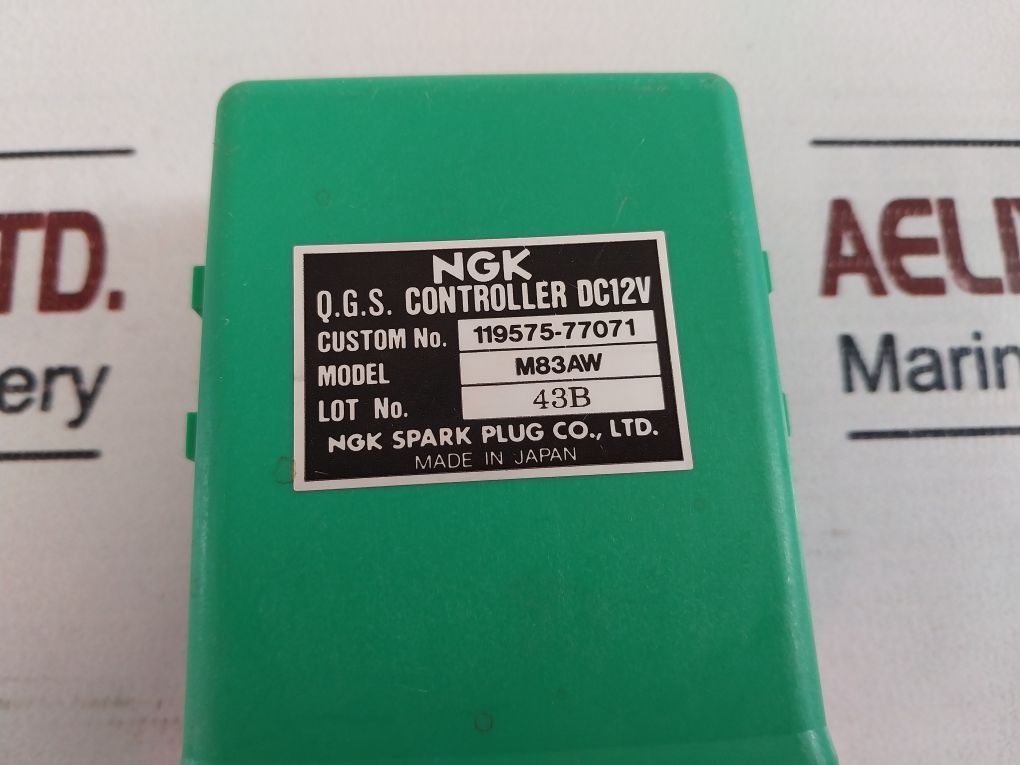 NGK
Q.G.S. CONTROLLER DC12V
CUSTOM No. 119575-77071
MODEL M83AW
LOT No. 43B
NGK SPARK PLUG CO., LTD.
MADE IN JAPAN
TD.
ery
AELI
Marin